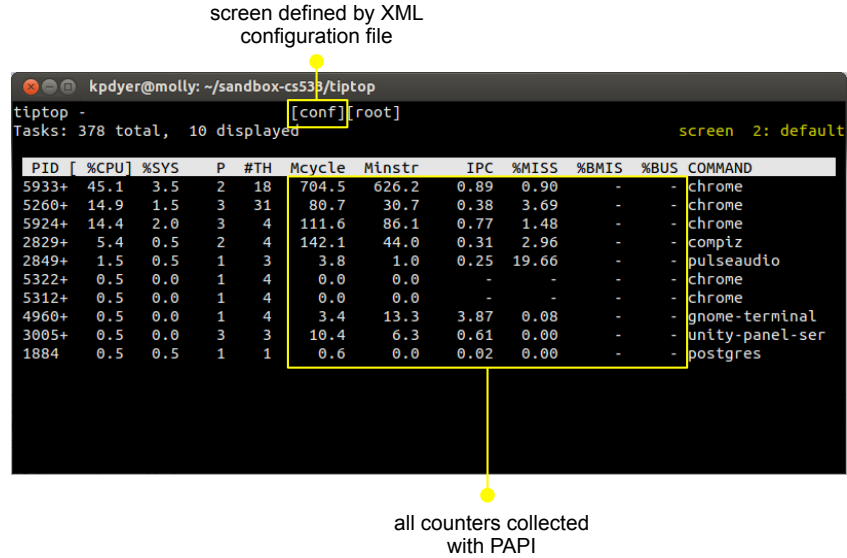 screen defined by XML
configuration file
kpdyer@molly: ~/sandbox-cs533/tiptop
tiptop - [conf][root]
Tasks: 378 total, 10 displayed screen 2: default
PID [ %CPU] %SYS P #TH Mcycle Minstr IPC %MISS %BMIS %BUS COMMAND
5933+ 45.1 3.5 2 18 704.5 626.2 0.89 0.90 - - chrome
5260+ 14.9 1.5 3 31 80.7 30.7 0.38 3.69 - - chrome
5924+ 14.4 2.0 3 4 111.6 86.1 0.77 1.48 - - chrome
2829+ 5.4 0.5 2 4 142.1 44.0 0.31 2.96 - - compiz
2849+ 1.5 0.5 1 3 3.8 1.0 0.25 19.66 - - pulseaudio
5322+ 0.5 0.0 1 4 0.0 0.0 - - - - chrome
5312+ 0.5 0.0 1 4 0.0 0.0 - - - - chrome
4960+ 0.5 0.0 1 4 3.4 13.3 3.87 0.08 - - gnome-terminal
3005+ 0.5 0.0 3 3 10.4 6.3 0.61 0.00 - - unity-panel-ser
1884 0.5 0.5 1 1 0.6 0.0 0.02 0.00 - - postgres
all counters collected
with PAPI